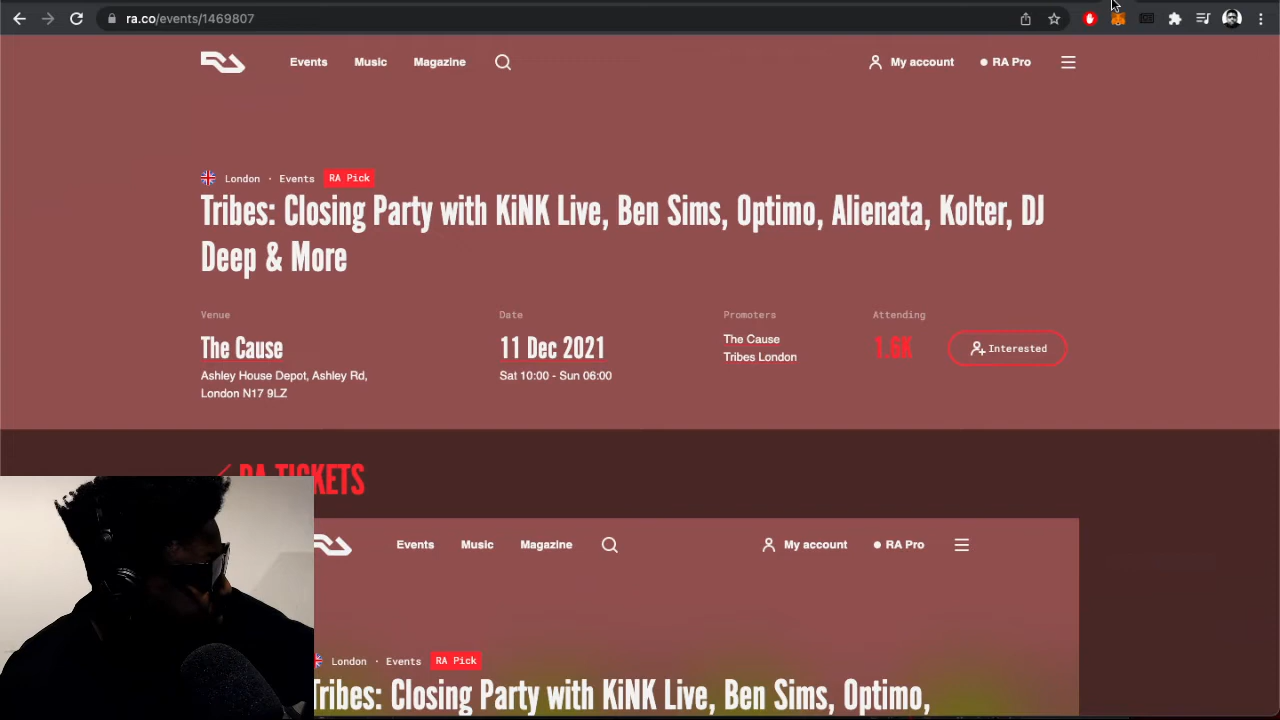 ra.co/events/1469807
Events Music Magazine My account RA Pro
London · Events RA Pick
Tribes: Closing Party with KiNK Live, Ben Sims, Optimo, Alienata, Kolter, DJ
Deep & More
Venue Date Promoters Attending
The Cause 11 Dec 2021 The Cause 1.6K Interested
Tribes London
Ashley House Depot, Ashley Rd, Sat 10:00 - Sun 06:00
London N17 9LZ
RA TICKETS
Events Music Magazine My account RA Pro
London · Events RA Pick
Tribes: Closing Party with KiNK Live, Ben Sims, Optimo,